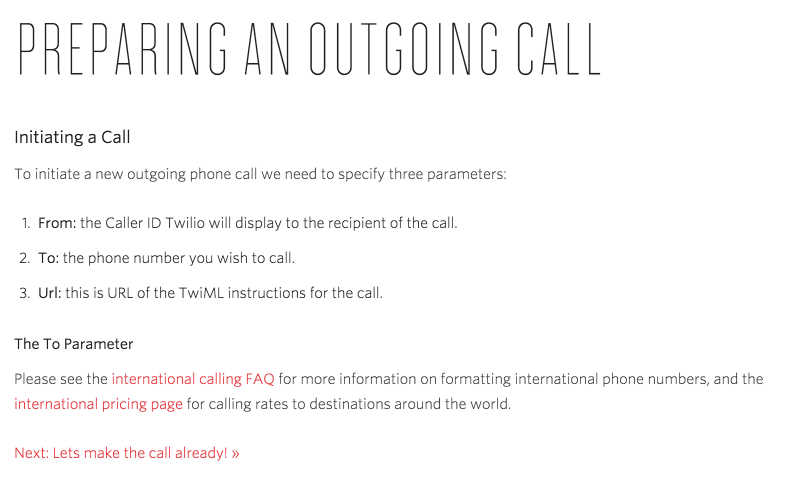 PREPARING AN OUTGOING CALL
Initiating a Call
To initiate a new outgoing phone call we need to specify three parameters:
1. From: the Caller ID Twilio will display to the recipient of the call.
2. To: the phone number you wish to call.
3. Url: this is URL of the TwiML instructions for the call.
The To Parameter
Please see the international calling FAQ for more information on formatting international phone numbers, and the
international pricing page for calling rates to destinations around the world.
Next: Lets make the call already! »